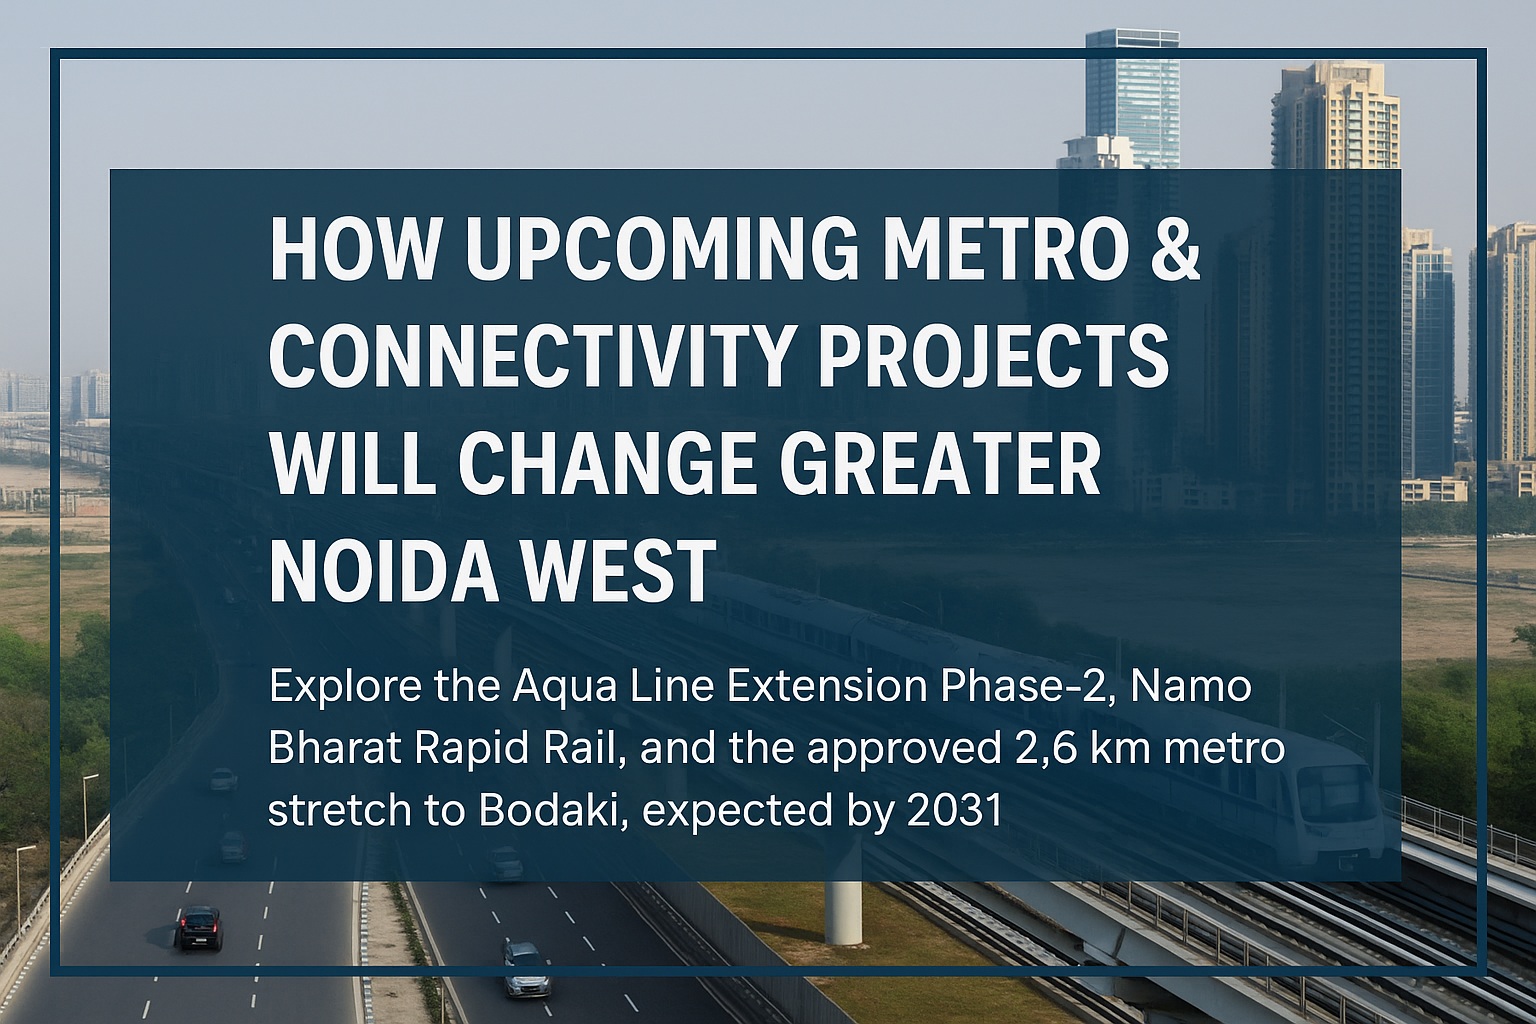 HOW UPCOMING METRO &
CONNECTIVITY PROJECTS
WILL CHANGE GREATER
NOIDA WEST
Explore the Aqua Line Extension Phase-2, Namo
Bharat Rapid Rail, and the approved 2,6 km metro
stretch to Bodaki, expected by 2031